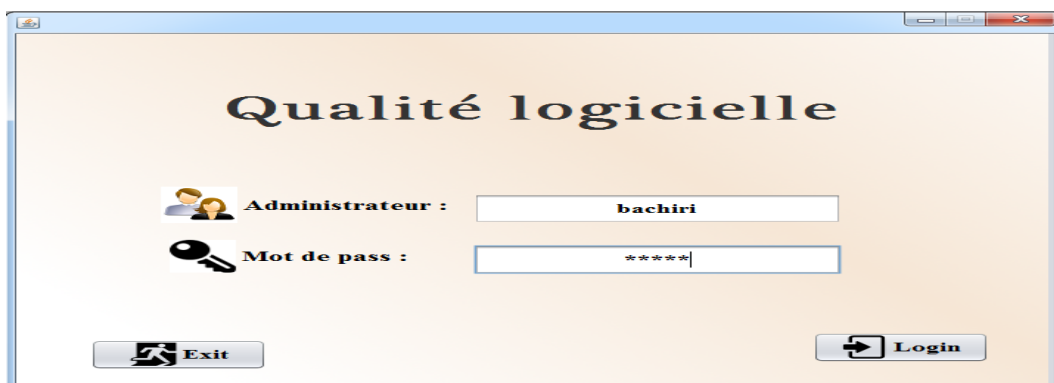 Qualité logicielle
Administrateur :
bachiri
Mot de pass :
*****
Exit
Login